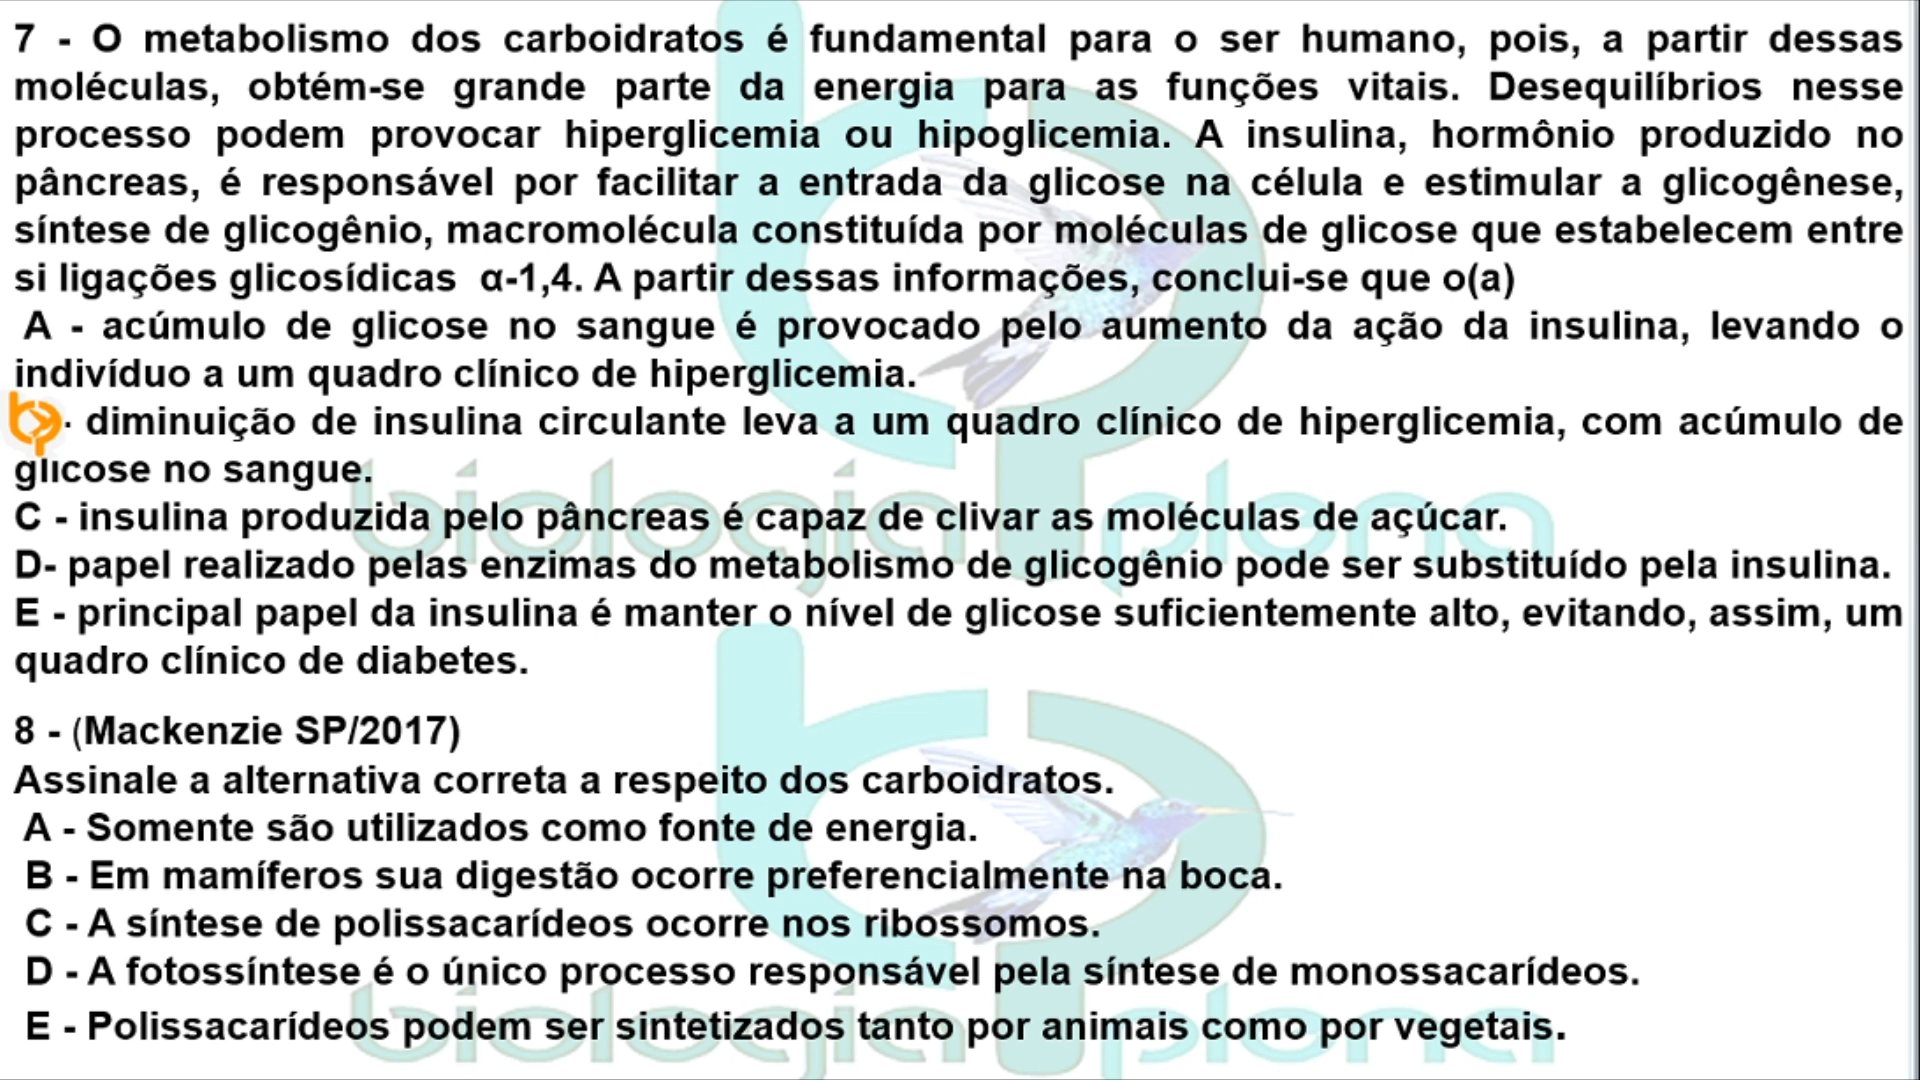 7 - O metabolismo dos carboidratos é fundamental para o ser humano, pois, a partir dessas
moléculas, obtém-se grande parte da energia para as funções vitais. Desequilíbrios nesse
processo podem provocar hiperglicemia ou hipoglicemia. A insulina, hormônio produzido no
pâncreas, é responsável por facilitar a entrada da glicose na célula e estimular a glicogênese,
síntese de glicogênio, macromolécula constituída por moléculas de glicose que estabelecem entre
si ligações glicosídicas α-1,4. A partir dessas informações, conclui-se que o(a)
A - acúmulo de glicose no sangue é provocado pelo aumento da ação da insulina, levando o
indivíduo a um quadro clínico de hiperglicemia.
diminuição de insulina circulante leva a um quadro clínico de hiperglicemia, com acúmulo de
glicose no sangue.
C - insulina produzida pelo pâncreas é capaz de clivar as moléculas de açúcar.
D- papel realizado pelas enzimas do metabolismo de glicogênio pode ser substituído pela insulina.
E - principal papel da insulina é manter o nível de glicose suficientemente alto, evitando, assim, um
quadro clínico de diabetes.
8 - (Mackenzie SP/2017)
Assinale a alternativa correta a respeito dos carboidratos.
A - Somente são utilizados como fonte de energia.
B - Em mamíferos sua digestão ocorre preferencialmente na boca.
C - A síntese de polissacarídeos ocorre nos ribossomos.
D - A fotossíntese é o único processo responsável pela síntese de monossacarídeos.
E - Polissacarídeos podem ser sintetizados tanto por animais como por vegetais.